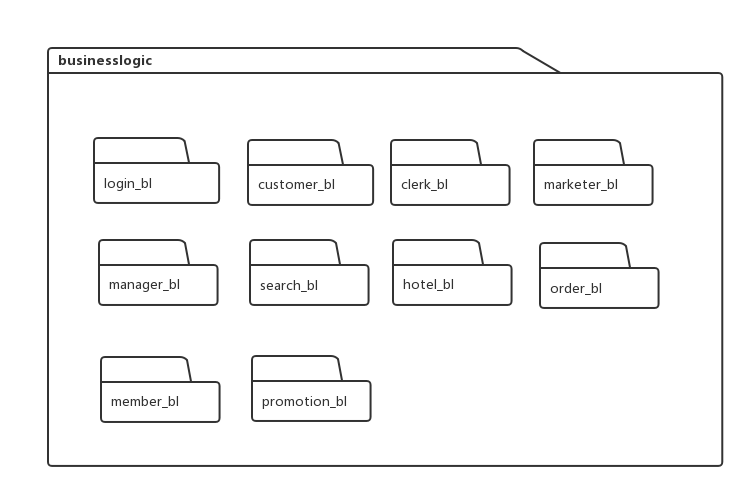 businesslogic
login_bl
customer_bl
clerk_bl
marketer_bl
manager_bl
search_bl
hotel_bl
order_bl
member_bl
promotion_bl